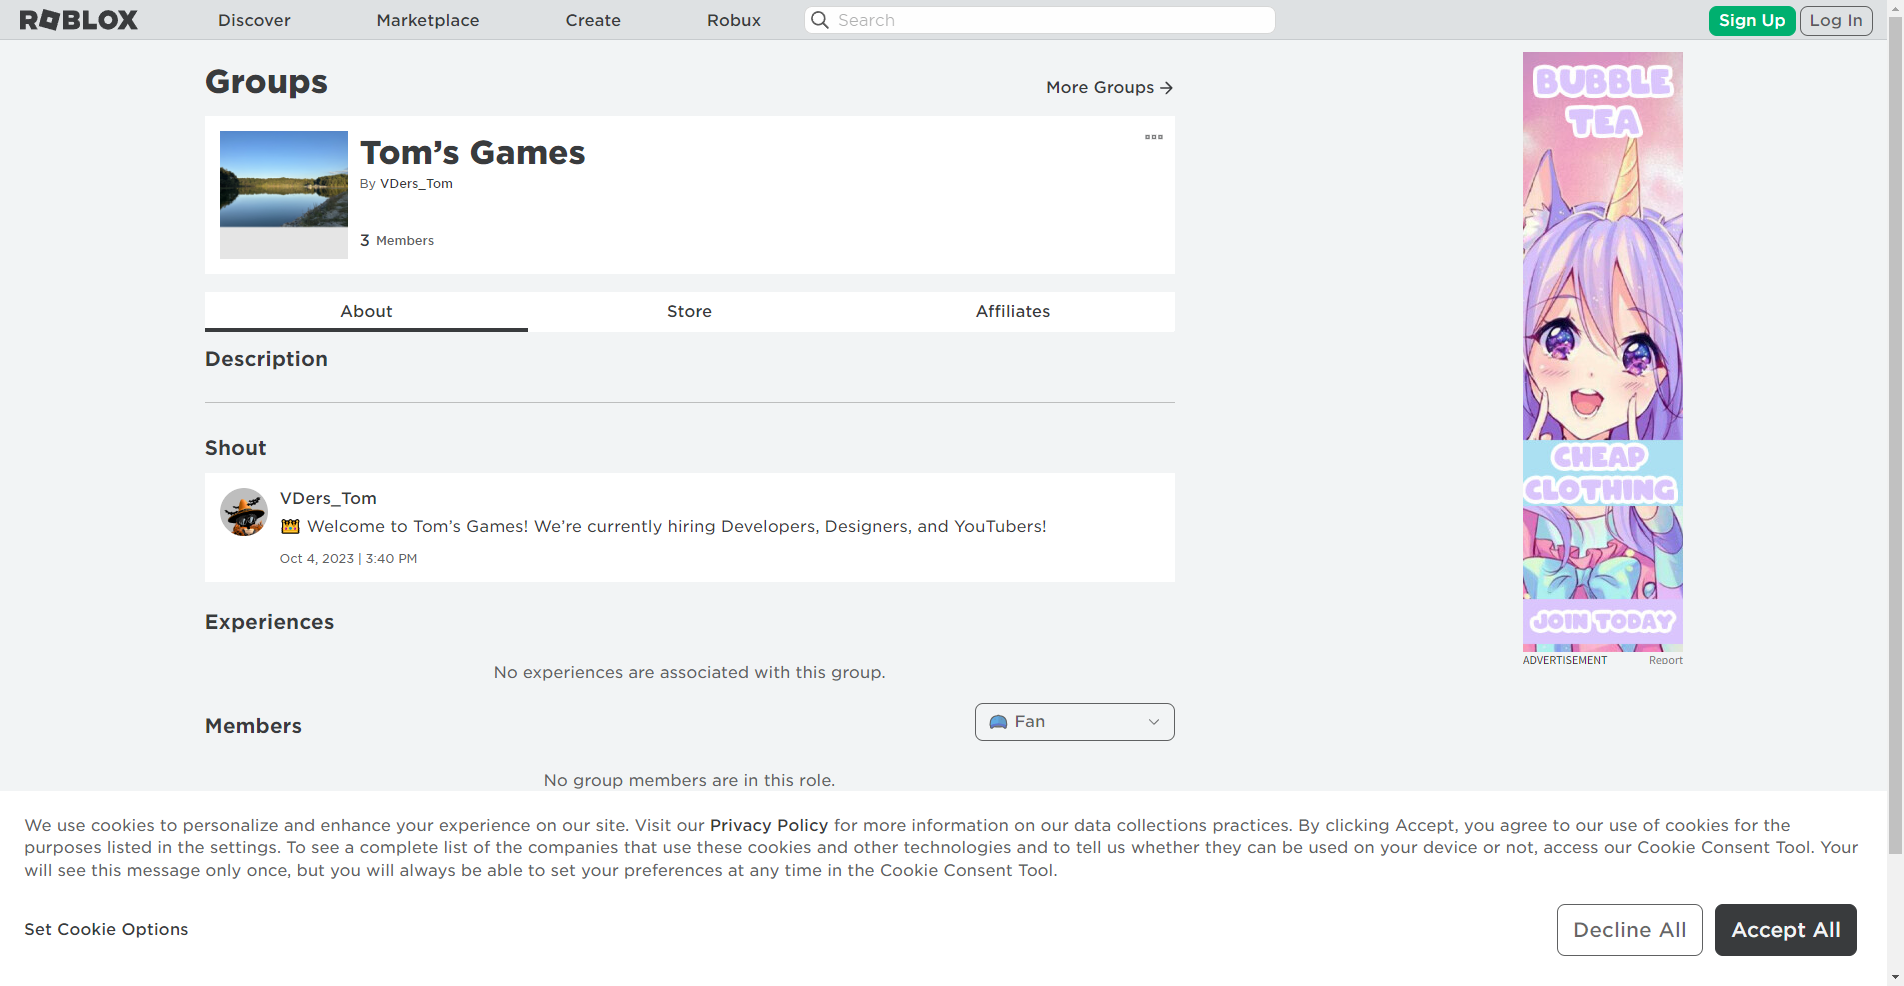 ROBLOX
Discover
Marketplace
Create
Robux
Search
Sign Up
Log In
Groups
More Groups
Tom’s Games
By VDers_Tom
3 Members
About
Store
Affiliates
Description
Shout
VDers_Tom
Welcome to Tom’s Games! We’re currently hiring Developers, Designers, and YouTubers!
Oct 4, 2023 | 3:40 PM
Experiences
No experiences are associated with this group.
Members
Fan
No group members are in this role.
BUBBLE
TEA
CHEAP
CLOTHING
JOIN TODAY
ADVERTISEMENT
Report
We use cookies to personalize and enhance your experience on our site. Visit our Privacy Policy for more information on our data collections practices. By clicking Accept, you agree to our use of cookies for the
purposes listed in the settings. To see a complete list of the companies that use these cookies and other technologies and to tell us whether they can be used on your device or not, access our Cookie Consent Tool. Your
will see this message only once, but you will always be able to set your preferences at any time in the Cookie Consent Tool.
Set Cookie Options
Decline All
Accept All